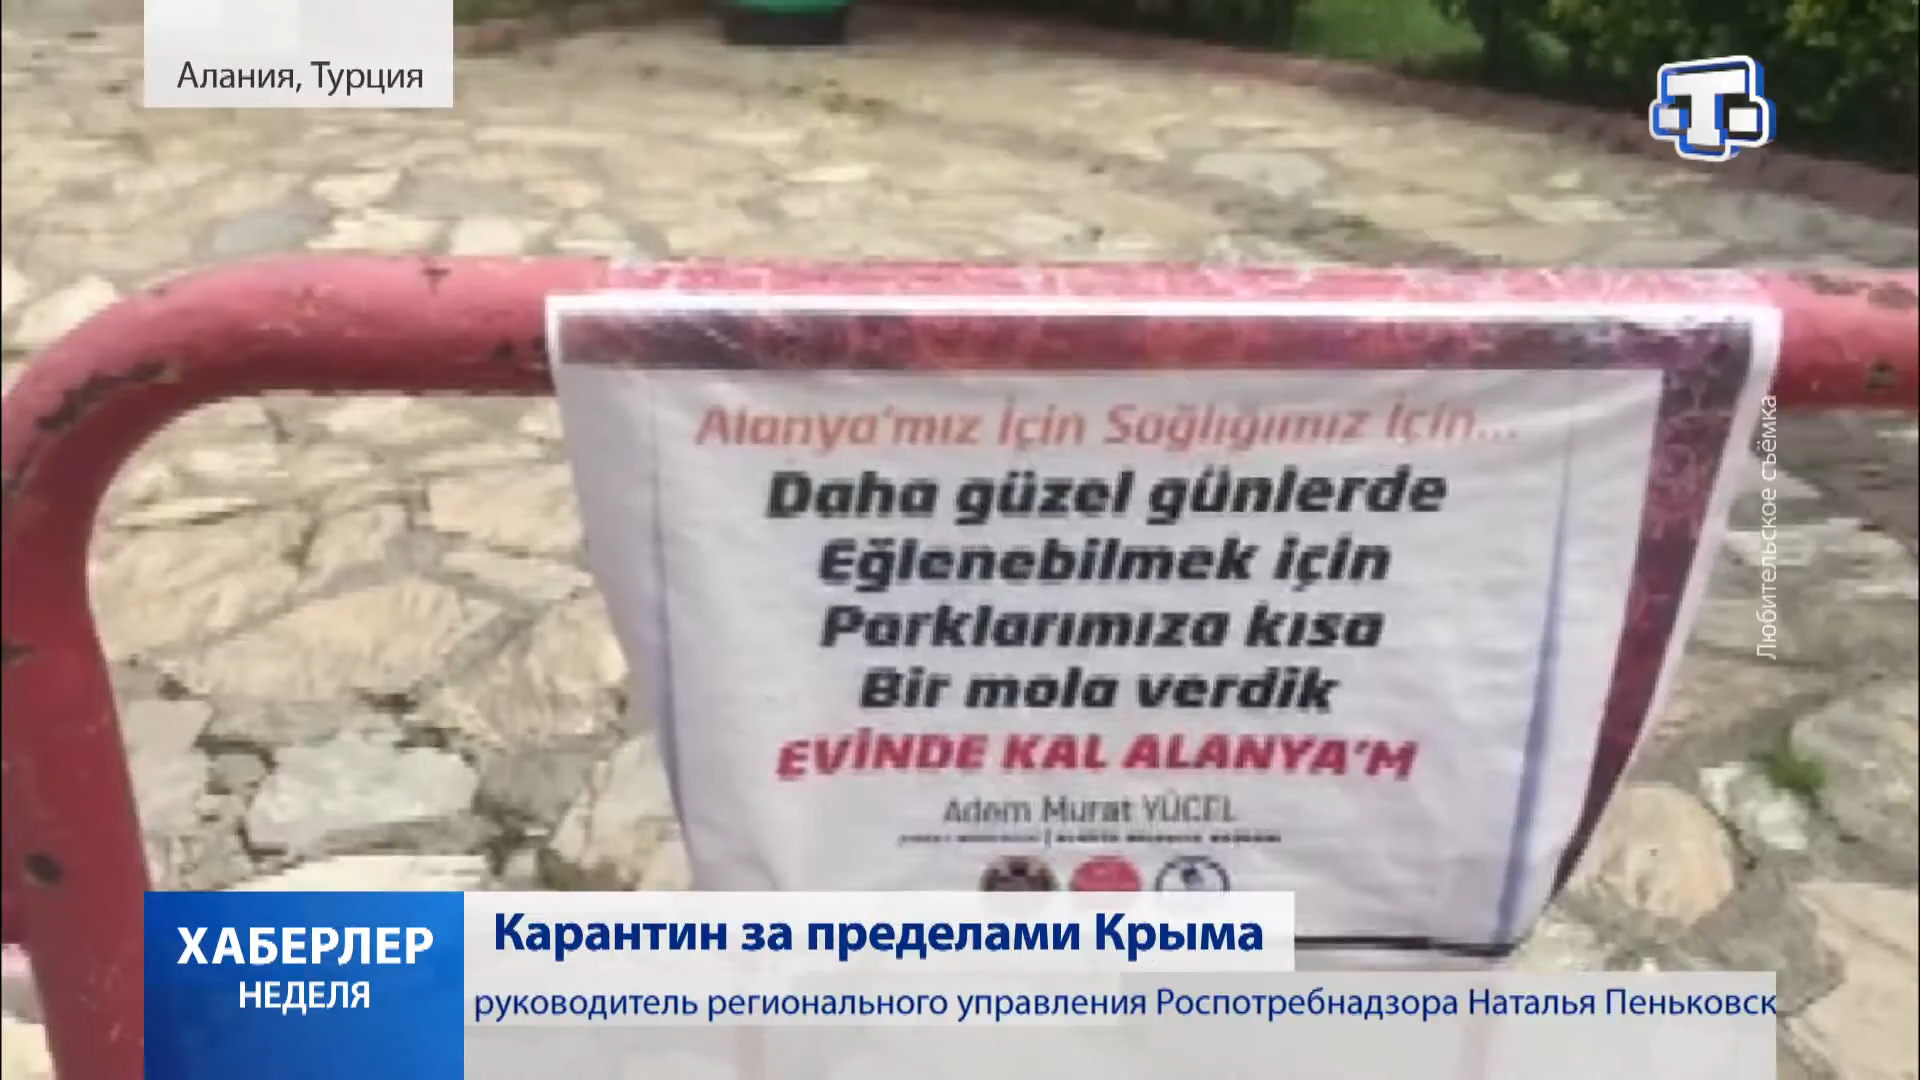 Алания, Турция
Т
Alanya'mız İçin Sağlığımız İçin...
Daha güzel günlerde
Eğlenebilmek için
Parklarımıza kısa
Bir mola verdik
EVİNDE KAL ALANYA'M
Adem Murat YÜCEL
Любительское съёмка
ХАБЕРЛЕР
НЕДЕЛЯ
Карантин за пределами Крыма
руководитель регионального управления Роспотребнадзора Наталья Пеньковск